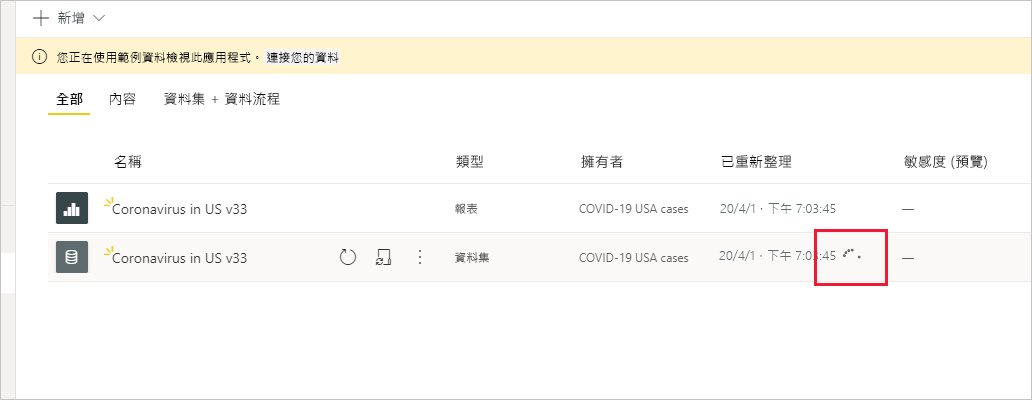 新增
您正在使用範例資料檢視此應用程式。 連接您的資料
全部 內容 資料集 + 資料流程
名稱 類型 擁有者 已重新整理 敏感度 (預覽)
Coronavirus in US v33 報表 COVID-19 USA cases 20/4/1 · 下午 7:03:45 —
Coronavirus in US v33 資料集 COVID-19 USA cases 20/4/1 · 下午 7:03:45 —